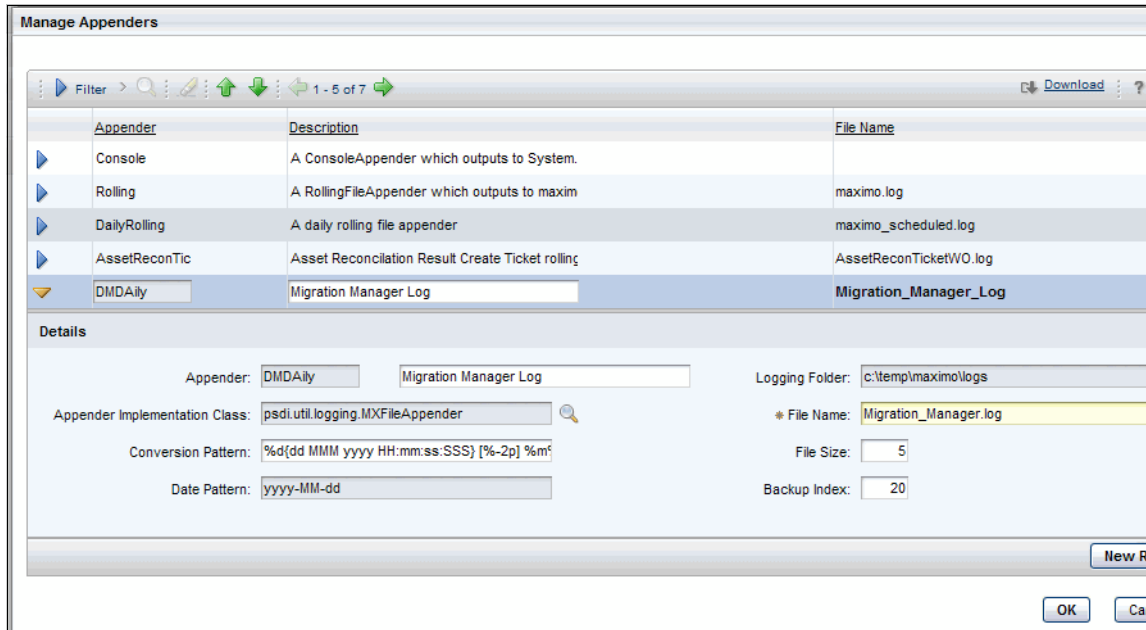 Manage Appenders
Filter > 1 - 5 of 7 Download ?
Appender Description File Name
Console A ConsoleAppender which outputs to System.
Rolling A RollingFileAppender which outputs to maxim maximo.log
DailyRolling A daily rolling file appender maximo_scheduled.log
AssetReconTic Asset Reconcilation Result Create Ticket rolling AssetReconTicketWO.log
DMDAily Migration Manager Log Migration_Manager_Log
Details
Appender: DMDAily Migration Manager Log Logging Folder: c:\temp\maximo\logs
Appender Implementation Class: psdi.util.logging.MXFileAppender * File Name: Migration_Manager.log
Conversion Pattern: %d{dd MMM yyyy HH:mm:ss:SSS} [%-2p] %m% File Size: 5
Date Pattern: yyyy-MM-dd Backup Index: 20
New R
OK Ca